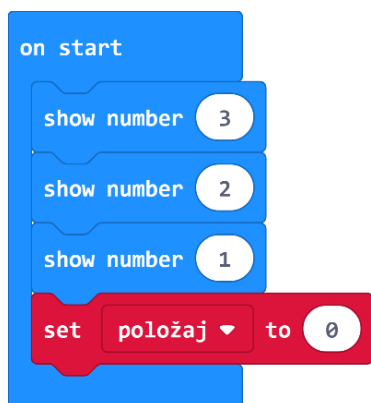 on start
show number 3
show number 2
show number 1
set položaj to 0